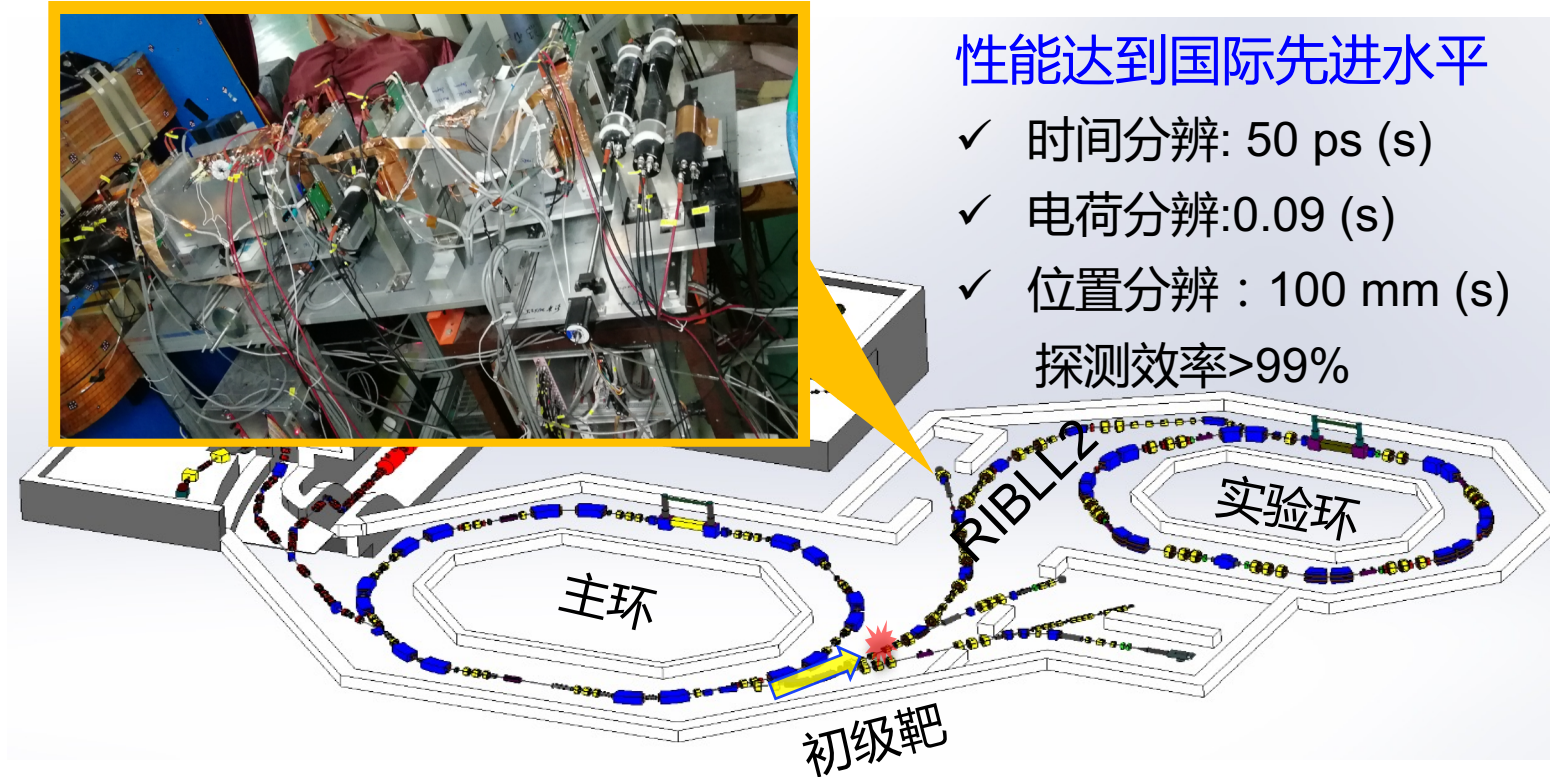 性能达到国际先进水平
✓ 时间分辨: 50 ps (s)
✓ 电荷分辨:0.09 (s)
✓ 位置分辨：100 mm (s)
探测效率>99%
RIBLL2
实验环
主环
初级靶